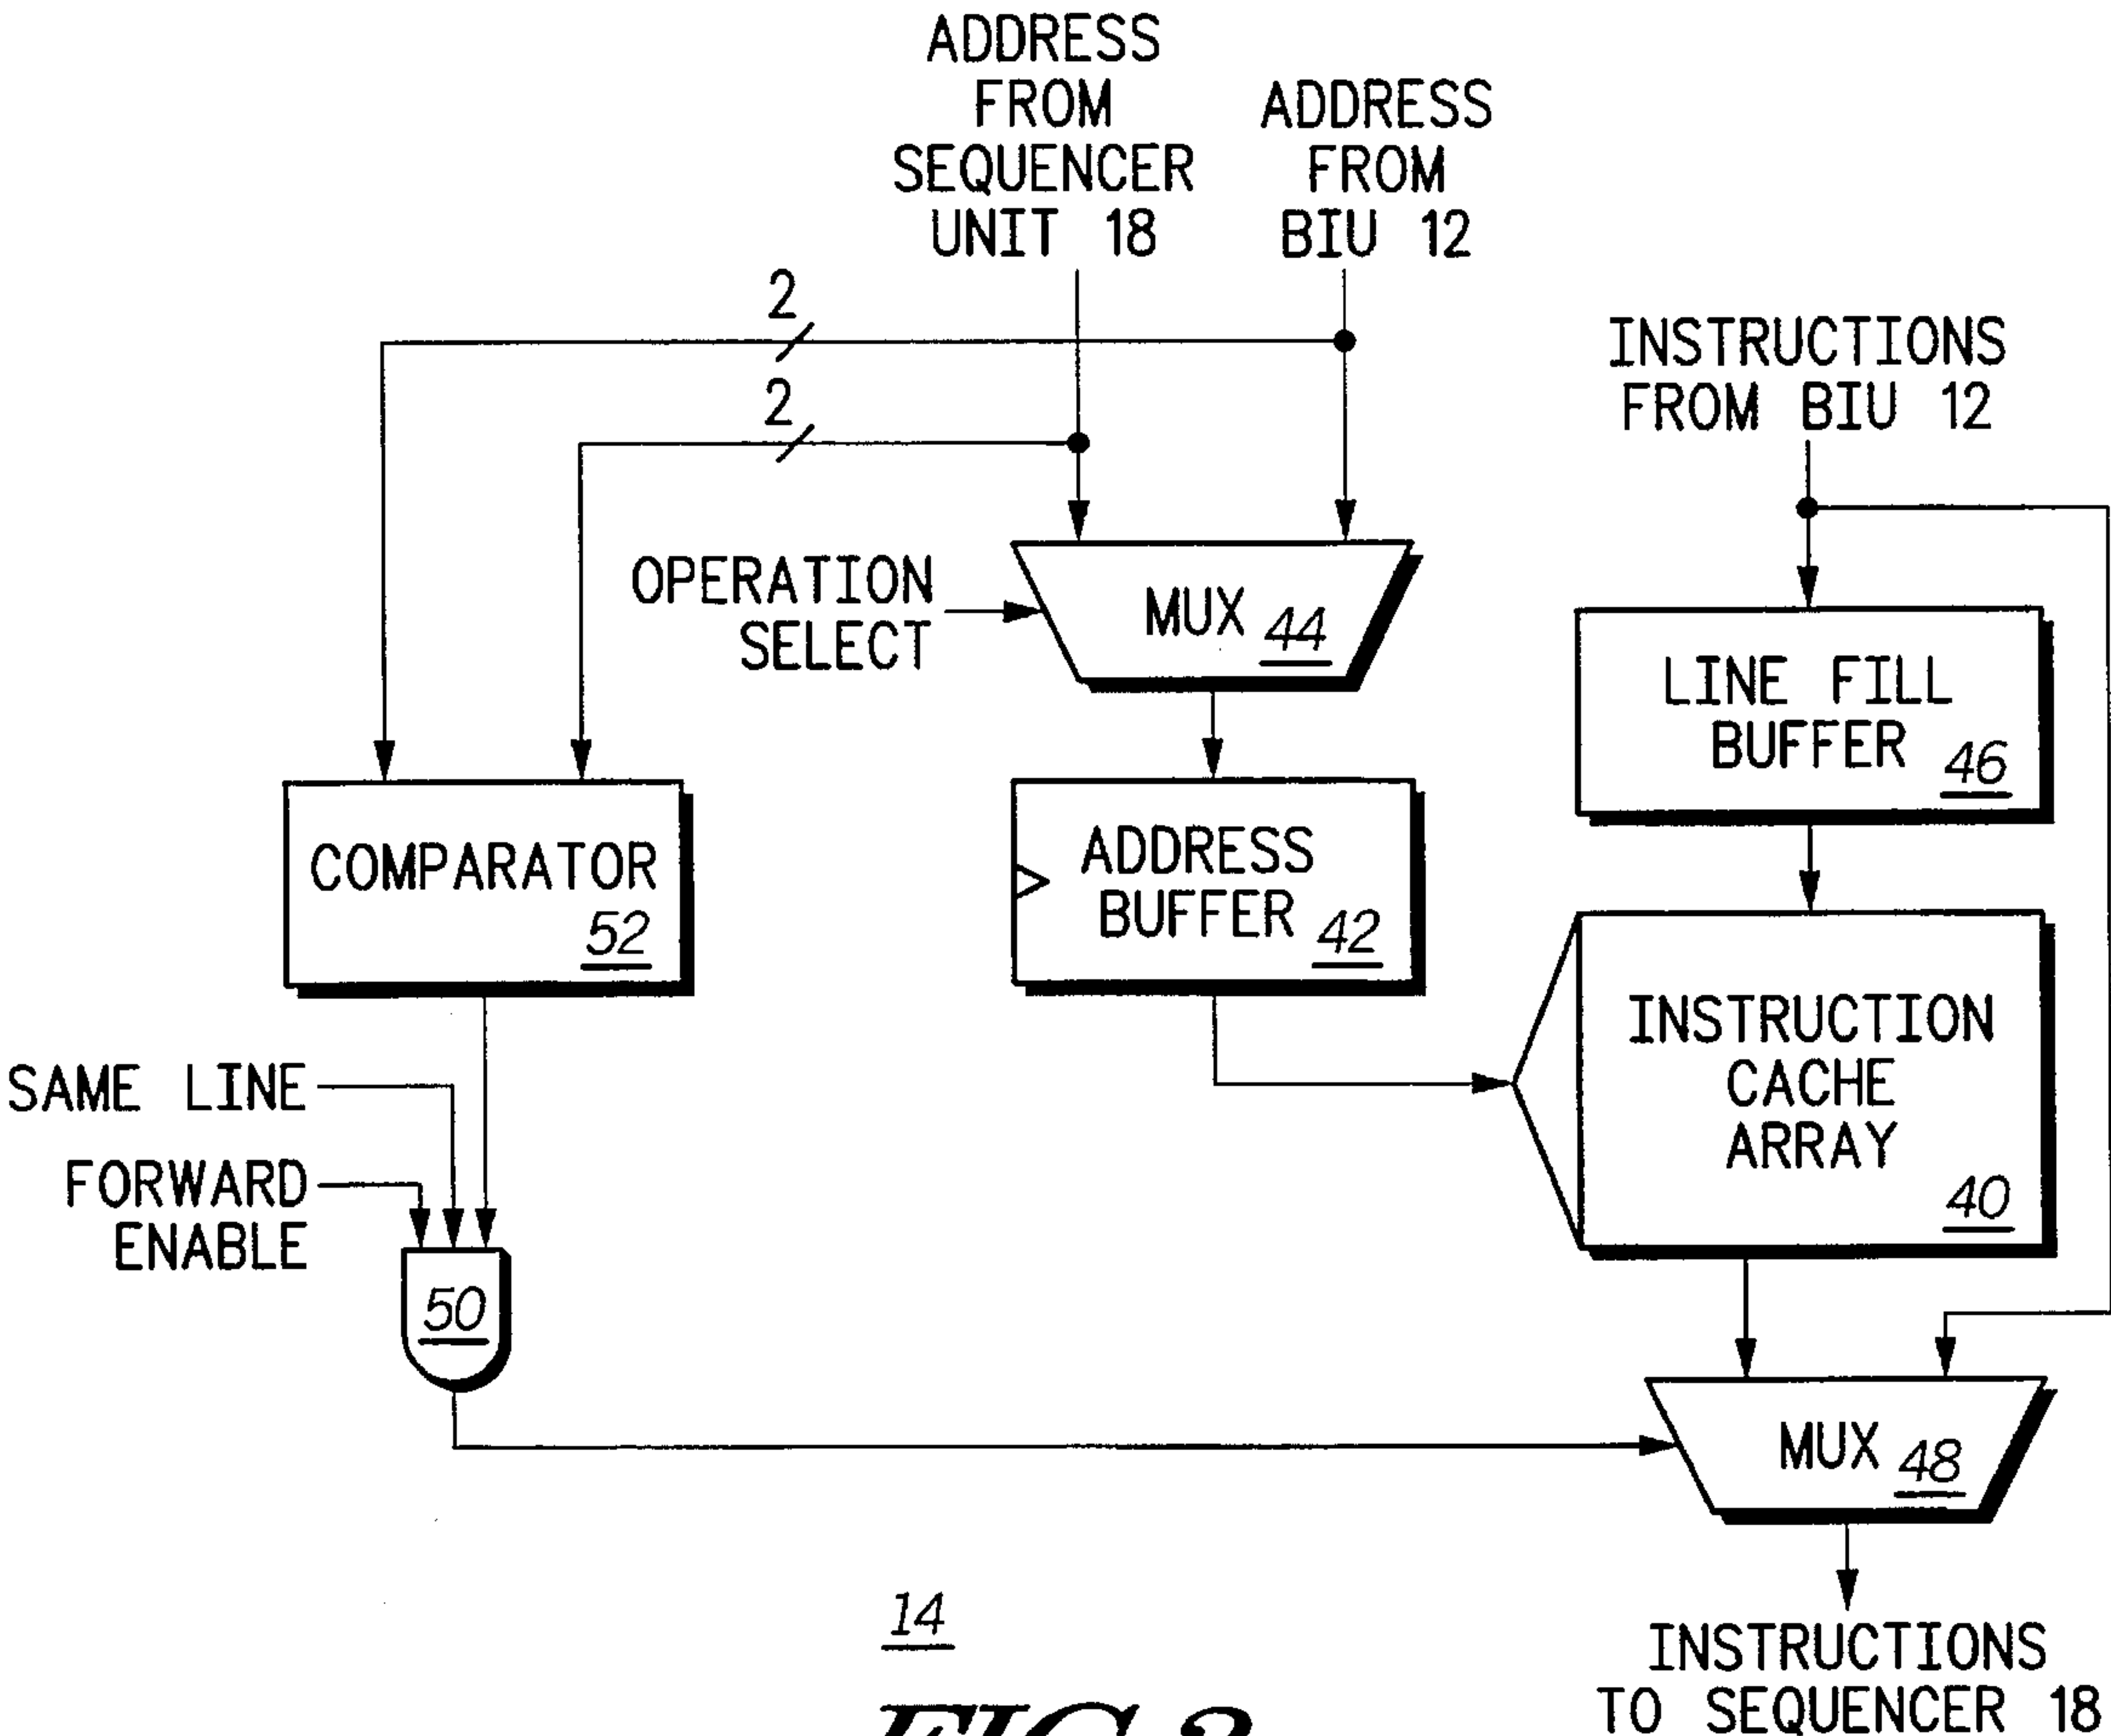 ADDRESS
FROM
SEQUENCER
UNIT 18
ADDRESS
FROM
BIU 12
2
2
INSTRUCTIONS
FROM BIU 12
OPERATION
SELECT
MUX 44
LINE FILL
BUFFER 46
COMPARATOR
52
ADDRESS
BUFFER 42
INSTRUCTION
CACHE
ARRAY
40
SAME LINE
FORWARD
ENABLE
50
MUX 48
14
INSTRUCTIONS
TO SEQUENCER 18